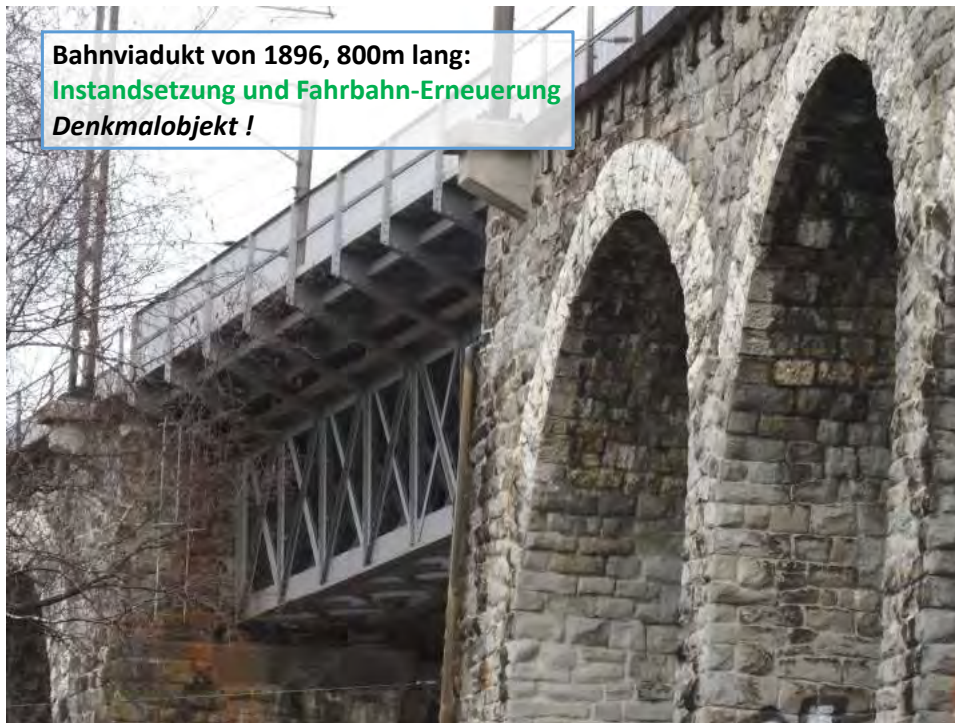 Bahnviadukt von 1896, 800m lang:
Instandsetzung und Fahrbahn-Erneuerung
Denkmalobjekt !